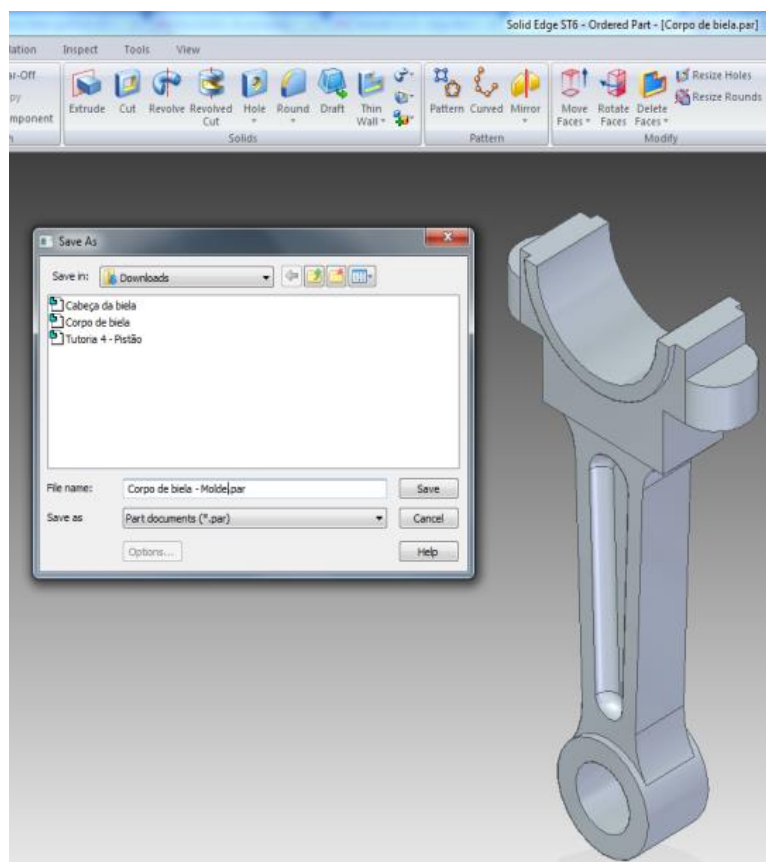 Solid Edge ST6 - Ordered Part - [Corpo de biela.par]
Inspect Tools View
Extrude Cut Revolve Revolved Cut Hole Round Draft Thin Wall Pattern Curved Mirror Move Faces Rotate Faces Delete Faces Resize Holes
Resize Rounds
Solids Pattern Modify
Save As
Save in: Downloads
Cabeça da biela
Corpo de biela
Tutoria 4 - Pistão
File name: Corpo de biela - Molde.par Save
Save as Part documents (*.par) Cancel
Options... Help